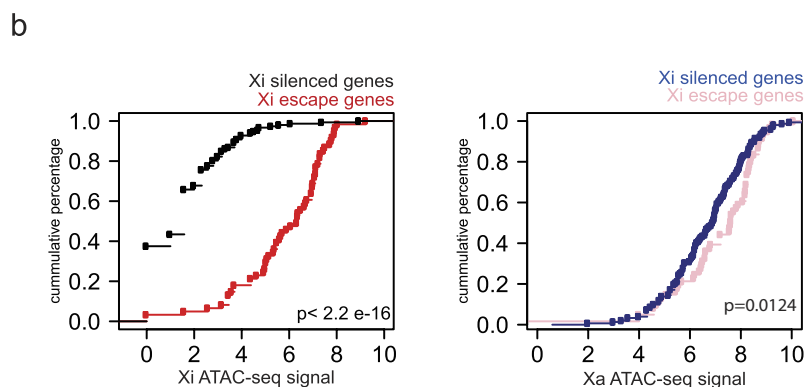 b
Xi silenced genes
Xi escape genes
cummulative percentage
1.0
0.8
0.6
0.4
0.2
0.0
p< 2.2 e-16
0 2 4 6 8 10
Xi ATAC-seq signal
Xi silenced genes
Xi escape genes
cummulative percentage
1.0
0.8
0.6
0.4
0.2
0.0
p=0.0124
0 2 4 6 8 10
Xa ATAC-seq signal